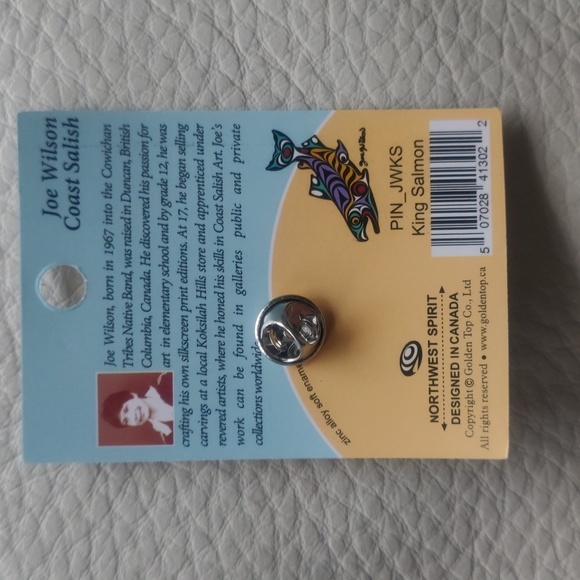 Joe Wilson
Coast Salish
Joe Wilson, born in 1967 into the Cowichan
Tribes Native Band, was raised in Duncan, British
Columbia, Canada. He discovered his passion for
art in elementary school and by grade 12, he was
crafting his own silkscreen print editions. At 17, he began selling
carvings at a local Koksilah Hills store and apprenticed under
revered artists, where he honed his skills in Coast Salish Art. Joe's
work can be found in galleries public and private
collections worldwide
zinc alloy soft enam
PIN_JWKS
King Salmon
5 07028 41302 2
NORTHWEST SPIRIT
DESIGNED IN CANADA
Copyright © Golden Top Co., Ltd
All rights reserved • www.goldentop.ca